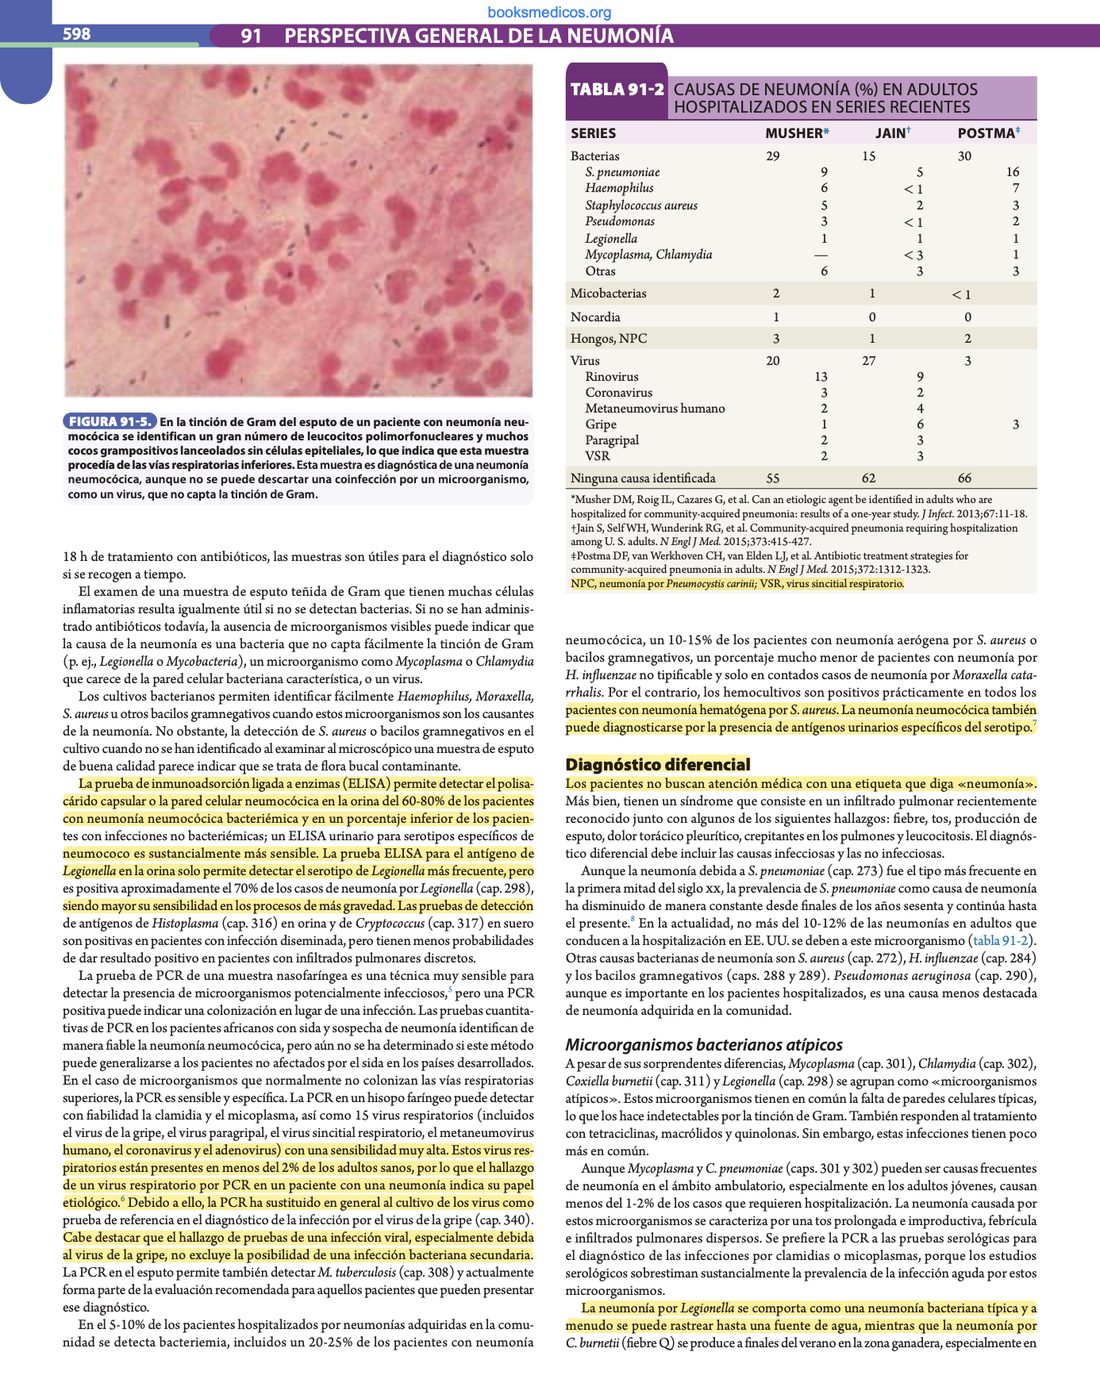 booksmedicos.org
598
91 PERSPECTIVA GENERAL DE LA NEUMONÍA
FIGURA 91-5. En la tinción de Gram del esputo de un paciente con neumonía neu-
mocócica se identifican un gran número de leucocitos polimorfonucleares y muchos
cocos grampositivos lanceolados sin células epiteliales, lo que indica que esta muestra
procedía de las vías respiratorias inferiores. Esta muestra es diagnóstica de una neumonía
neumocócica, aunque no se puede descartar una coinfección por un microorganismo,
como un virus, que no capta la tinción de Gram.
18 h de tratamiento con antibióticos, las muestras son útiles para el diagnóstico solo
si se recogen a tiempo.
El examen de una muestra de esputo teñida de Gram que tienen muchas células
inflamatorias resulta igualmente útil si no se detectan bacterias. Si no se han adminis-
trado antibióticos todavía, la ausencia de microorganismos visibles puede indicar que
la causa de la neumonía es una bacteria que no capta fácilmente la tinción de Gram
(p. ej., Legionella o Mycobacteria), un microorganismo como Mycoplasma o Chlamydia
que carece de la pared celular bacteriana característica, o un virus.
Los cultivos bacterianos permiten identificar fácilmente Haemophilus, Moraxella,
S. aureus u otros bacilos gramnegativos cuando estos microorganismos son los causantes
de la neumonía. No obstante, la detección de S. aureus o bacilos gramnegativos en el
cultivo cuando no se han identificado al examinar al microscópico una muestra de esputo
de buena calidad parece indicar que se trata de flora bucal contaminante.
La prueba de inmunoadsorción ligada a enzimas (ELISA) permite detectar el polisa-
cárido capsular o la pared celular neumocócica en la orina del 60-80% de los pacientes
con neumonía neumocócica bacteriémica y en un porcentaje inferior de los pacien-
tes con infecciones no bacteriémicas; un ELISA urinario para serotipos específicos de
neumococo es sustancialmente más sensible. La prueba ELISA para el antígeno de
Legionella en la orina solo permite detectar el serotipo de Legionella más frecuente, pero
es positiva aproximadamente el 70% de los casos de neumonía por Legionella (cap. 298),
siendo mayor su sensibilidad en los procesos de más gravedad. Las pruebas de detección
de antígenos de Histoplasma (cap. 316) en orina y de Cryptococcus (cap. 317) en suero
son positivas en pacientes con infección diseminada, pero tienen menos probabilidades
de dar resultado positivo en pacientes con infiltrados pulmonares discretos.
La prueba de PCR de una muestra nasofaríngea es una técnica muy sensible para
detectar la presencia de microorganismos potencialmente infecciosos,5 pero una PCR
positiva puede indicar una colonización en lugar de una infección. Las pruebas cuantita-
tivas de PCR en los pacientes africanos con sida y sospecha de neumonía identifican de
manera fiable la neumonía neumocócica, pero aún no se ha determinado si este método
puede generalizarse a los pacientes no afectados por el sida en los países desarrollados.
En el caso de microorganismos que normalmente no colonizan las vías respiratorias
superiores, la PCR es sensible y específica. La PCR en un hisopo faríngeo puede detectar
con fiabilidad la clamidia y el micoplasma, así como 15 virus respiratorios (incluidos
el virus de la gripe, el virus paragripal, el virus sincitial respiratorio, el metaneumovirus
humano, el coronavirus y el adenovirus) con una sensibilidad muy alta. Estos virus res-
piratorios están presentes en menos del 2% de los adultos sanos, por lo que el hallazgo
de un virus respiratorio por PCR en un paciente con una neumonía indica su papel
etiológico.6 Debido a ello, la PCR ha sustituido en general al cultivo de los virus como
prueba de referencia en el diagnóstico de la infección por el virus de la gripe (cap. 340).
Cabe destacar que el hallazgo de pruebas de una infección viral, especialmente debida
al virus de la gripe, no excluye la posibilidad de una infección bacteriana secundaria.
La PCR en el esputo permite también detectar M. tuberculosis (cap. 308) y actualmente
forma parte de la evaluación recomendada para aquellos pacientes que pueden presentar
ese diagnóstico.
En el 5-10% de los pacientes hospitalizados por neumonías adquiridas en la comu-
nidad se detecta bacteriemia, incluidos un 20-25% de los pacientes con neumonía
TABLA 91-2 CAUSAS DE NEUMONÍA (%) EN ADULTOS
HOSPITALIZADOS EN SERIES RECIENTES
SERIES MUSHER* JAIN† POSTMA‡
Bacterias 29 15 30
S. pneumoniae 9 5 16
Haemophilus 6 < 1 7
Staphylococcus aureus 5 2 3
Pseudomonas 3 < 1 2
Legionella 1 1 1
Mycoplasma, Chlamydia — < 3 1
Otras 6 3 3
Micobacterias 2 1 < 1
Nocardia 1 0 0
Hongos, NPC 3 1 2
Virus 20 27 3
Rinovirus 13 9
Coronavirus 3 2
Metaneumovirus humano 2 4
Gripe 1 6 3
Paragripal 2 3
VSR 2 3
Ninguna causa identificada 55 62 66
*Musher DM, Roig IL, Cazares G, et al. Can an etiologic agent be identified in adults who are
hospitalized for community-acquired pneumonia: results of a one-year study. J Infect. 2013;67:11-18.
†Jain S, Self WH, Wunderink RG, et al. Community-acquired pneumonia requiring hospitalization
among U. S. adults. N Engl J Med. 2015;373:415-427.
‡Postma DF, van Werkhoven CH, van Elden LJ, et al. Antibiotic treatment strategies for
community-acquired pneumonia in adults. N Engl J Med. 2015;372:1312-1323.
NPC, neumonía por Pneumocystis carinii; VSR, virus sincitial respiratorio.
neumocócica, un 10-15% de los pacientes con neumonía aerógena por S. aureus o
bacilos gramnegativos, un porcentaje mucho menor de pacientes con neumonía por
H. influenzae no tipificable y solo en contados casos de neumonía por Moraxella cata-
rrhalis. Por el contrario, los hemocultivos son positivos prácticamente en todos los
pacientes con neumonía hematógena por S. aureus. La neumonía neumocócica también
puede diagnosticarse por la presencia de antígenos urinarios específicos del serotipo.7
Diagnóstico diferencial
Los pacientes no buscan atención médica con una etiqueta que diga «neumonía».
Más bien, tienen un síndrome que consiste en un infiltrado pulmonar recientemente
reconocido junto con algunos de los siguientes hallazgos: fiebre, tos, producción de
esputo, dolor torácico pleurítico, crepitantes en los pulmones y leucocitosis. El diagnós-
tico diferencial debe incluir las causas infecciosas y las no infecciosas.
Aunque la neumonía debida a S. pneumoniae (cap. 273) fue el tipo más frecuente en
la primera mitad del siglo XX, la prevalencia de S. pneumoniae como causa de neumonía
ha disminuido de manera constante desde finales de los años sesenta y continúa hasta
el presente.8 En la actualidad, no más del 10-12% de las neumonías en adultos que
conducen a la hospitalización en EE. UU. se deben a este microorganismo (tabla 91-2).
Otras causas bacterianas de neumonía son S. aureus (cap. 272), H. influenzae (cap. 284)
y los bacilos gramnegativos (caps. 288 y 289). Pseudomonas aeruginosa (cap. 290),
aunque es importante en los pacientes hospitalizados, es una causa menos destacada
de neumonía adquirida en la comunidad.
Microorganismos bacterianos atípicos
A pesar de sus sorprendentes diferencias, Mycoplasma (cap. 301), Chlamydia (cap. 302),
Coxiella burnetii (cap. 311) y Legionella (cap. 298) se agrupan como «microorganismos
atípicos». Estos microorganismos tienen en común la falta de paredes celulares típicas,
lo que los hace indetectables por la tinción de Gram. También responden al tratamiento
con tetraciclinas, macrólidos y quinolonas. Sin embargo, estas infecciones tienen poco
más en común.
Aunque Mycoplasma y C. pneumoniae (caps. 301 y 302) pueden ser causas frecuentes
de neumonía en el ámbito ambulatorio, especialmente en los adultos jóvenes, causan
menos del 1-2% de los casos que requieren hospitalización. La neumonía causada por
estos microorganismos se caracteriza por una tos prolongada e improductiva, febrícula
e infiltrados pulmonares dispersos. Se prefiere la PCR a las pruebas serológicas para
el diagnóstico de las infecciones por clamidias o micoplasmas, porque los estudios
serológicos sobrestiman sustancialmente la prevalencia de la infección aguda por estos
microorganismos.
La neumonía por Legionella se comporta como una neumonía bacteriana típica y a
menudo se puede rastrear hasta una fuente de agua, mientras que la neumonía por
C. burnetii (fiebre Q) se produce a finales del verano en la zona ganadera, especialmente en